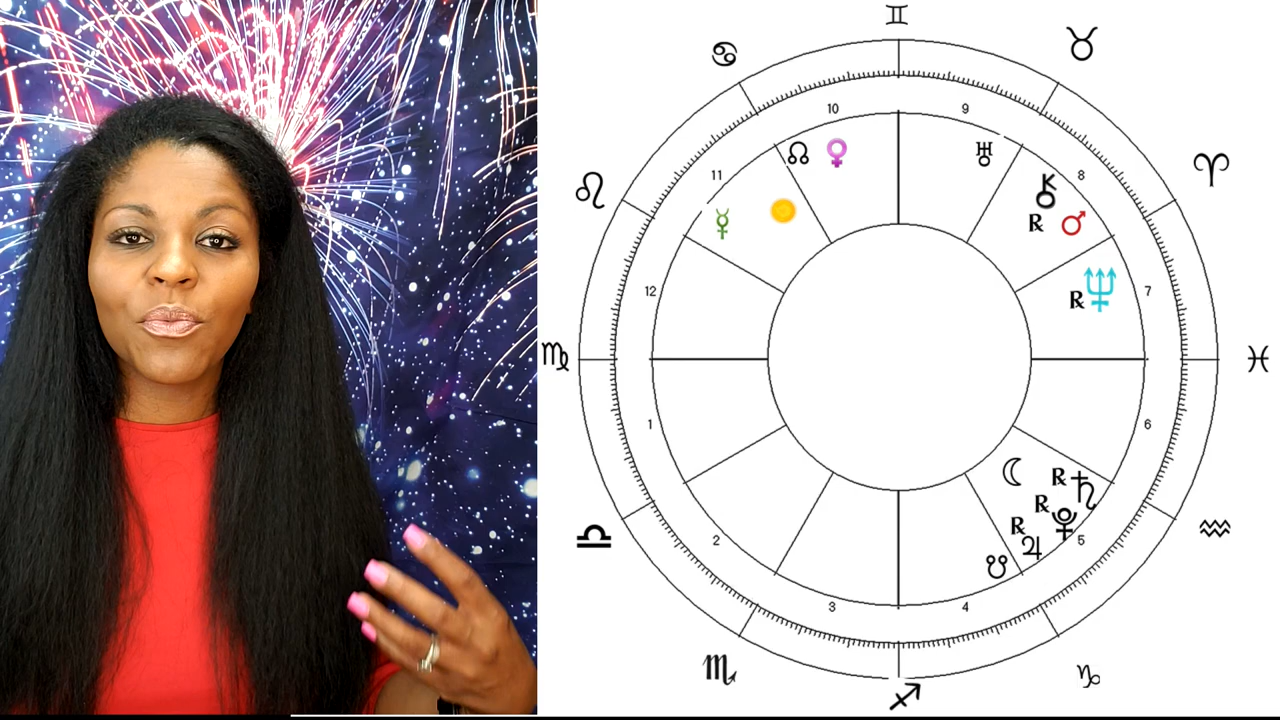 ♊
♋ ♉
10 9
☊ ♀ ♅
11 8 ♈
♌ ⚷
☿ ℞ ♂
12 ℞ ♆ 7
♍ ♓
1 6
☾ ℞ ♄
℞ ♇
♎ 2 ℞ ♃ 5 ♒
☋
3 4
♏ ♑
♐